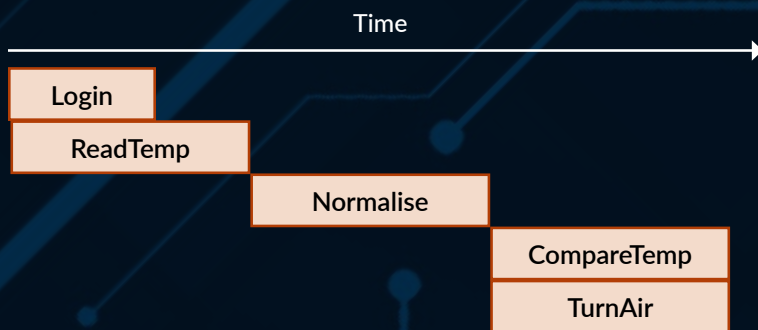 Time
Login
ReadTemp
Normalise
CompareTemp
TurnAir